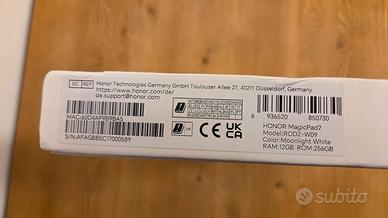 EC REP Honor Technologies Germany GmbH Toulouser Allee 27, 40211 Düsseldorf, Germany
https://www.honor.com/de/
de.support@honor.com
MAC:60D4AF9B9BA5
S/N:AFAGBB5C17000589
UK
CA
6 936520 850730
HONOR MagicPad2
Model:ROD2-W09
Color:Moonlight White
RAM:12GB ROM:256GB
subito